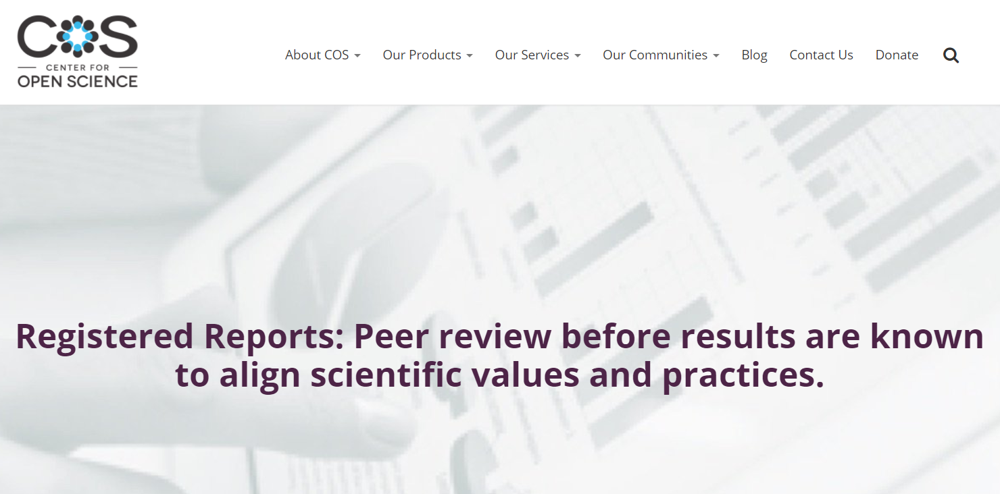 COS
CENTER FOR
OPEN SCIENCE
About COS
Our Products
Our Services
Our Communities
Blog
Contact Us
Donate
Registered Reports: Peer review before results are known
to align scientific values and practices.